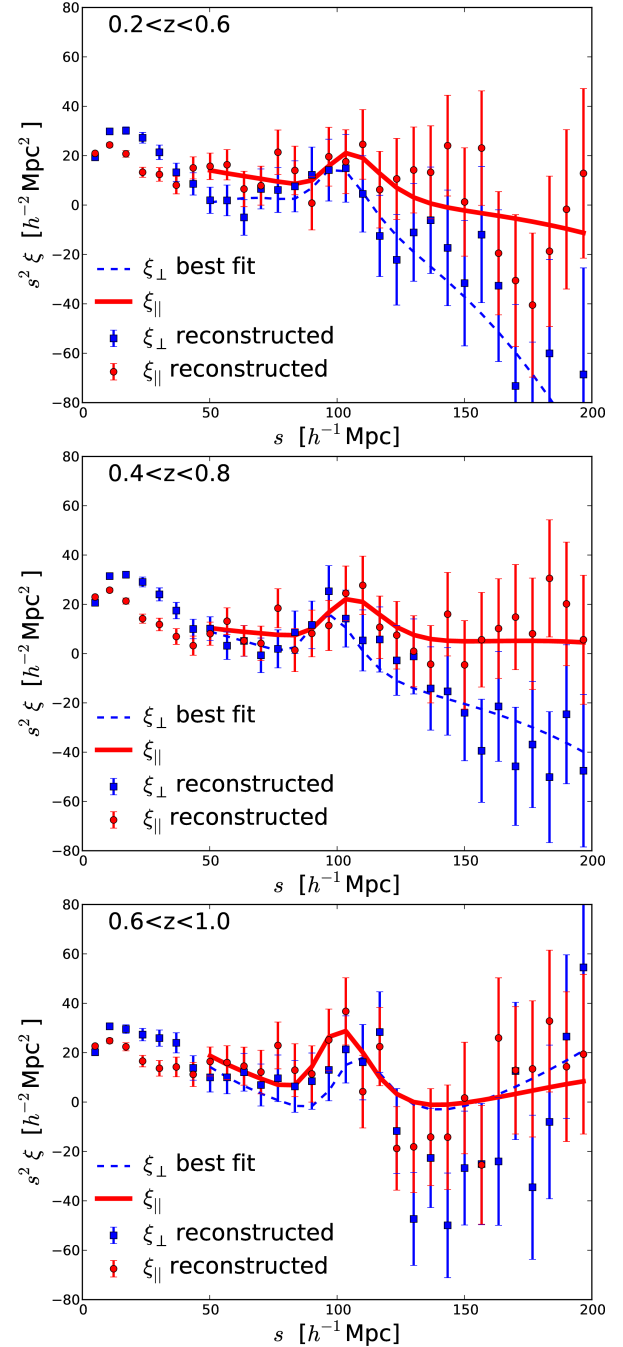 0.2<z<0.6
80
60
40
20
0
−20
−40
−60
−80
s² ξ [h⁻² Mpc²]
ξ⊥ best fit
ξ||
ξ⊥ reconstructed
ξ|| reconstructed
0 50 100 150 200
s [h⁻¹ Mpc]
0.4<z<0.8
80
60
40
20
0
−20
−40
−60
−80
s² ξ [h⁻² Mpc²]
ξ⊥ best fit
ξ||
ξ⊥ reconstructed
ξ|| reconstructed
0 50 100 150 200
s [h⁻¹ Mpc]
0.6<z<1.0
80
60
40
20
0
−20
−40
−60
−80
s² ξ [h⁻² Mpc²]
ξ⊥ best fit
ξ||
ξ⊥ reconstructed
ξ|| reconstructed
0 50 100 150 200
s [h⁻¹ Mpc]